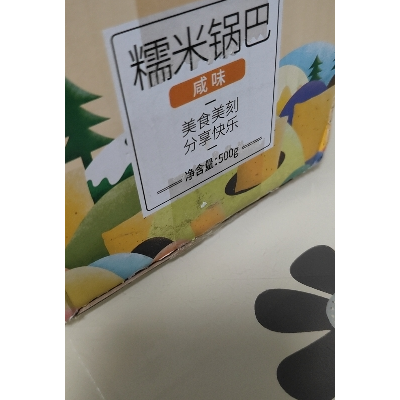 糯米锅巴
咸味
美食美刻
分享快乐
净含量:500g